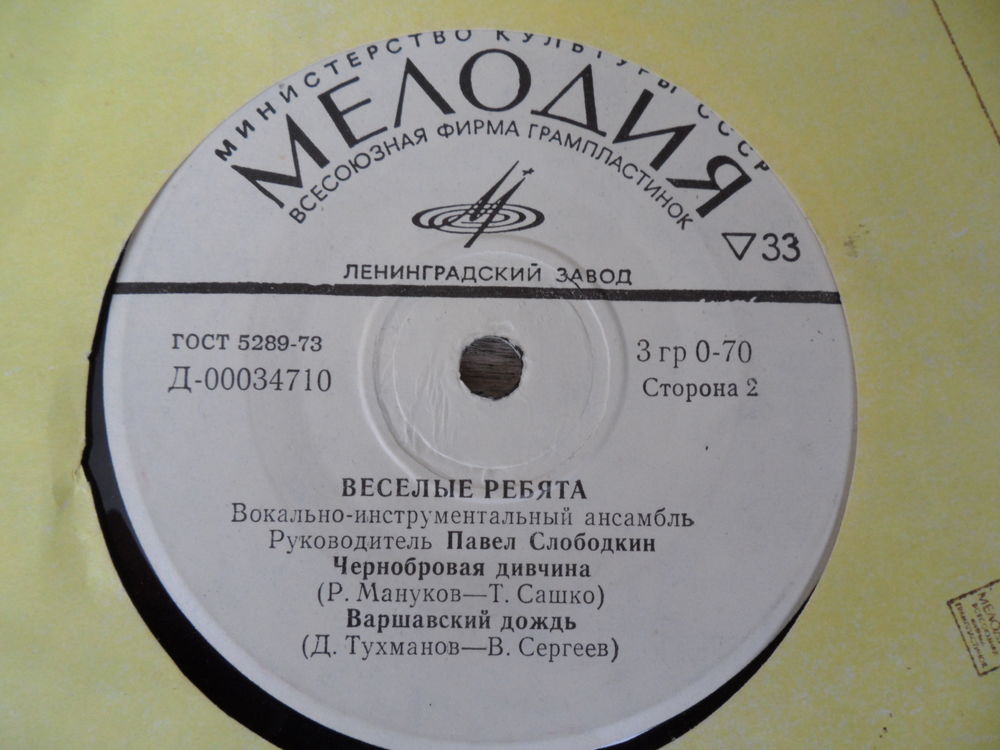 МИНИСТЕРСТВО КУЛЬТУРЫ СССР
МЕЛОДИЯ
ВСЕСОЮЗНАЯ ФИРМА ГРАМПЛАСТИНОК
▽33
ЛЕНИНГРАДСКИЙ ЗАВОД
ГОСТ 5289-73
3 гр 0-70
Д-00034710
Сторона 2
ВЕСЕЛЫЕ РЕБЯТА
Вокально-инструментальный ансамбль
Руководитель Павел Слободкин
Чернобровая дивчина
(Р. Мануков—Т. Сашко)
Варшавский дождь
(Д. Тухманов—В. Сергеев)